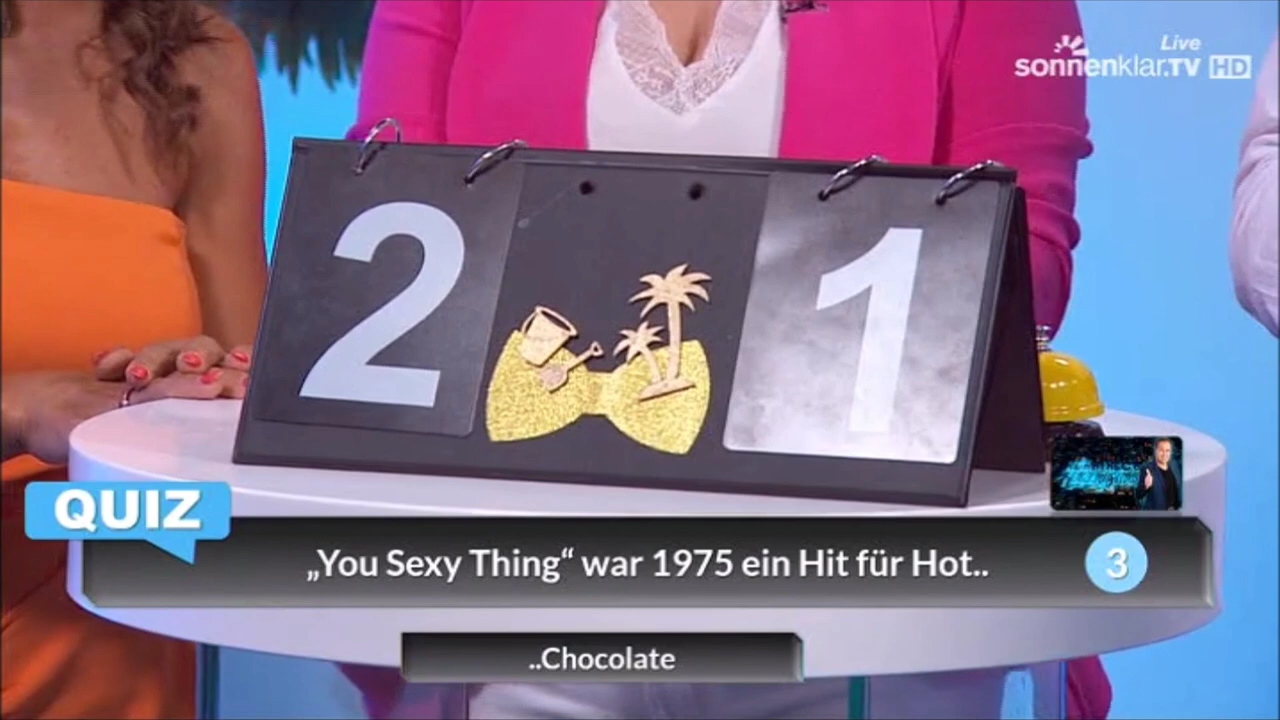 Live
sonnenklar.TV HD
2 1
QUIZ
„You Sexy Thing“ war 1975 ein Hit für Hot..
3
..Chocolate